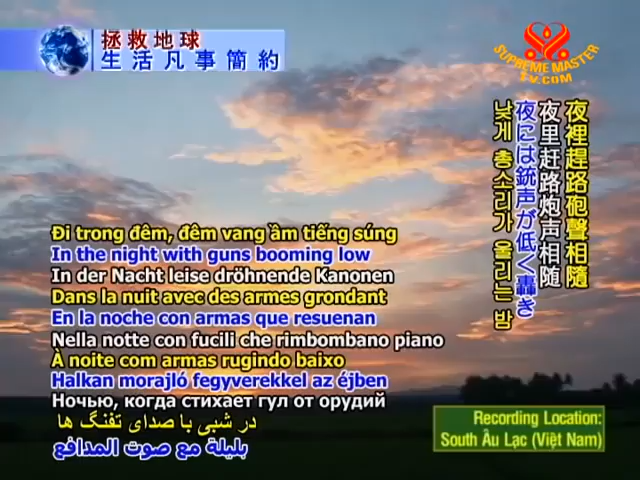 拯救地球
生活凡事簡約
SUPREME MASTER
TV.COM
夜裡趕路砲聲相隨
夜里赶路炮声相随
夜には銃声が低く轟き
낮게 총소리가 울리는 밤
Đi trong đêm, đêm vang ầm tiếng súng
In the night with guns booming low
In der Nacht leise dröhnende Kanonen
Dans la nuit avec des armes grondant
En la noche con armas que resuenan
Nella notte con fucili che rimbombano piano
À noite com armas rugindo baixo
Halkan morajló fegyverekkel az éjben
Ночью, когда стихает гул от орудий
در شبی با صدای تفنگ ها
بليلة مع صوت المدافع
Recording Location:
South Âu Lạc (Việt Nam)